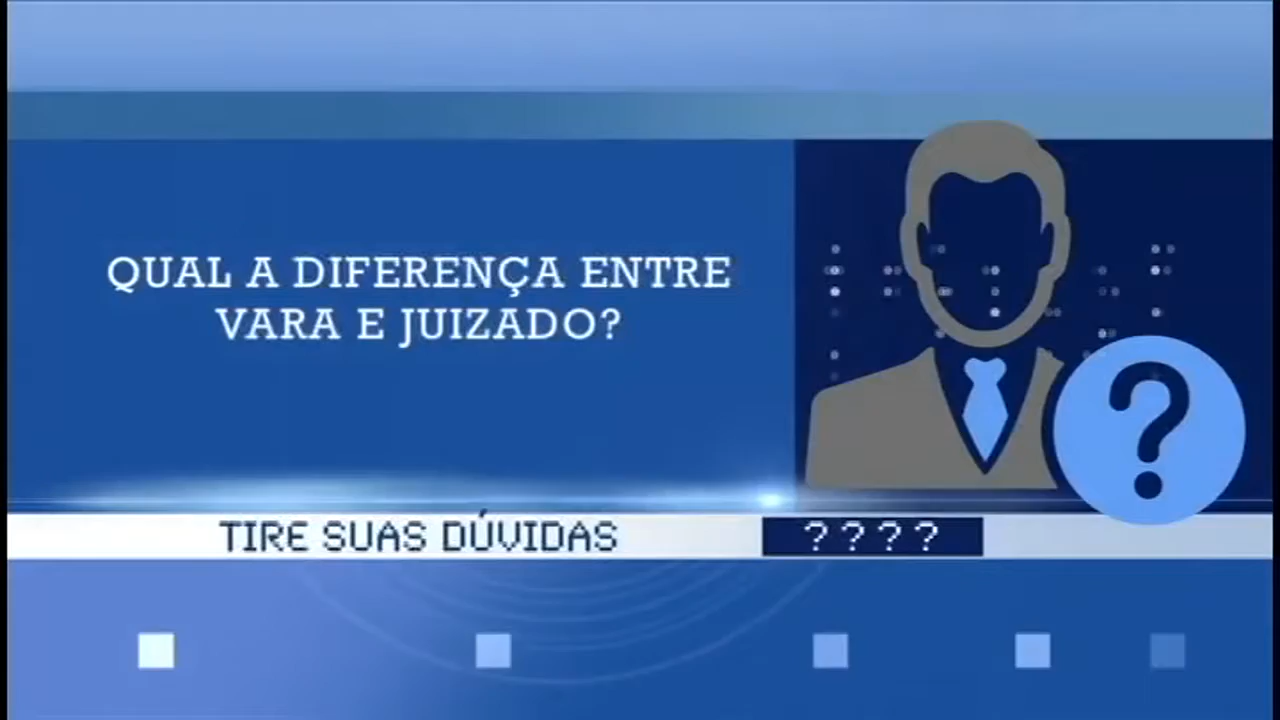 QUAL A DIFERENÇA ENTRE
VARA E JUIZADO?
?
TIRE SUAS DÚVIDAS
????